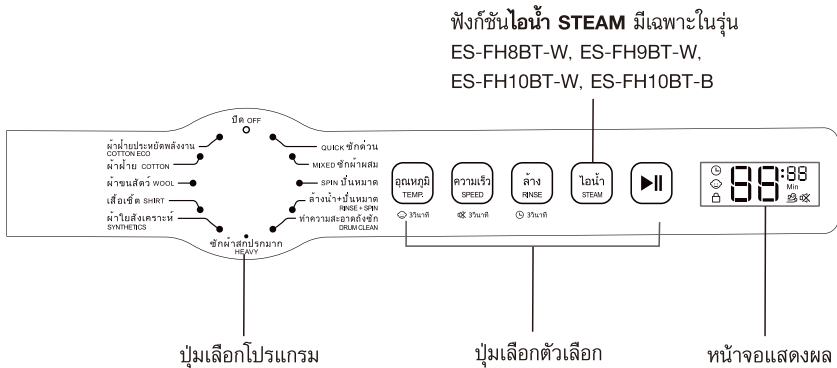 ฟังก์ชันไอน้ำ STEAM มีเฉพาะในรุ่น
ES-FH8BT-W, ES-FH9BT-W,
ES-FH10BT-W, ES-FH10BT-B
ปิด OFF
ผ้าฝ้ายประหยัดพลังงาน
COTTON ECO
ผ้าฝ้าย COTTON
ผ้าขนสัตว์ WOOL
เสื้อเชิ้ต SHIRT
ผ้าใยสังเคราะห์
SYNTHETICS
ซักผ้าสกปรกมาก
HEAVY
QUICK ซักด่วน
MIXED ซักผ้าผสม
SPIN ปั่นหมาด
ล้างน้ำ+ปั่นหมาด
RINSE + SPIN
ทำความสะอาดถังซัก
DRUM CLEAN
อุณหภูมิ
TEMP.
3วินาที
ความเร็ว
SPEED
3วินาที
ล้าง
RINSE
3วินาที
ไอน้ำ
STEAM
88:88
Min
ปุ่มเลือกโปรแกรม
ปุ่มเลือกตัวเลือก
หน้าจอแสดงผล